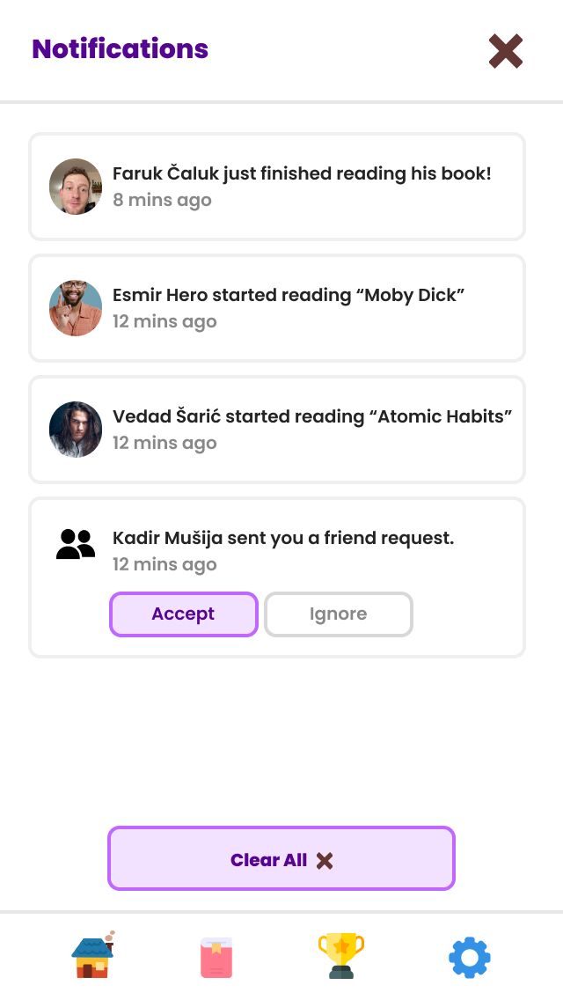 Notifications
Faruk Čaluk just finished reading his book!
8 mins ago
Esmir Hero started reading “Moby Dick”
12 mins ago
Vedad Šarić started reading “Atomic Habits”
12 mins ago
Kadir Mušija sent you a friend request.
12 mins ago
Accept Ignore
Clear All